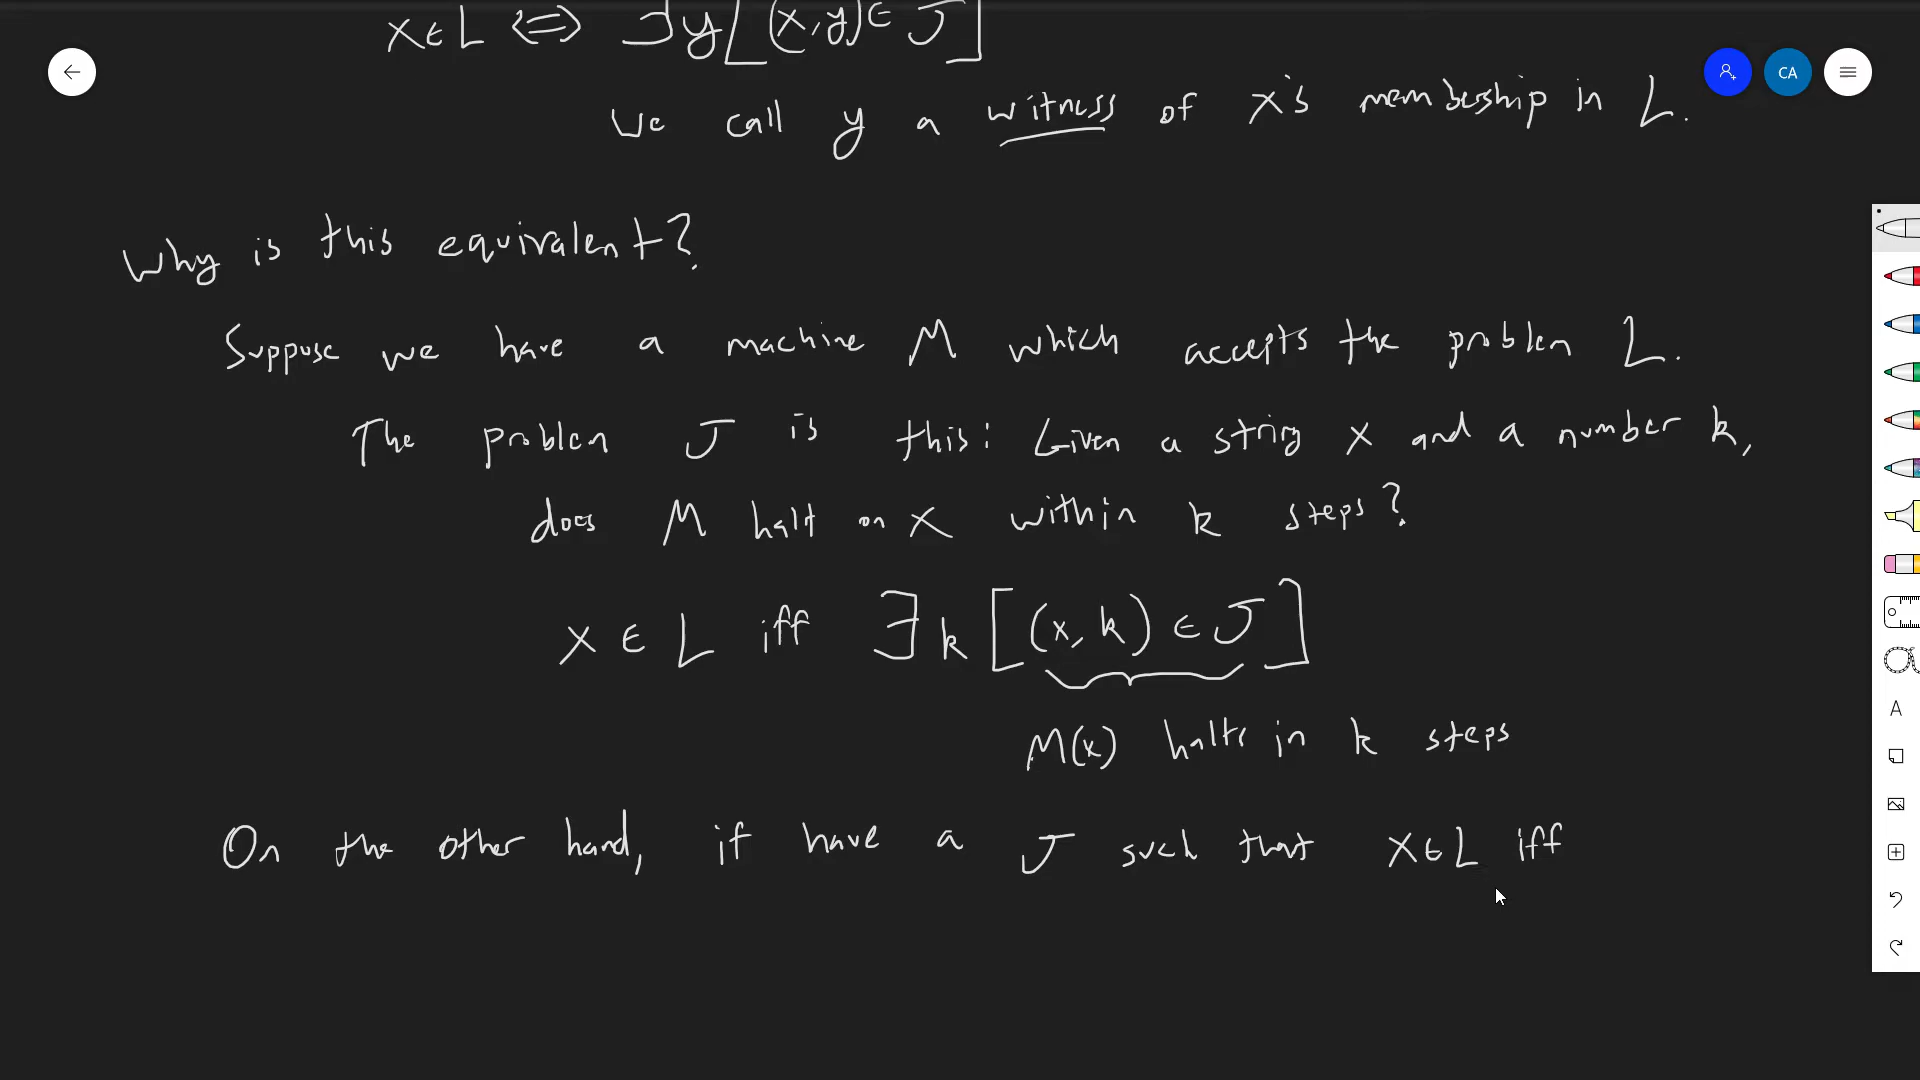 x ∈ L ⇔ ∃y[(x,y) ∈ J]
CA
We call y a witness of x's membership in L.
Why is this equivalent?
Suppose we have a machine M which accepts the problem L.
The problem J is this: Given a string x and a number k,
does M halt on x within k steps?
x ∈ L iff ∃k[(x, k) ∈ J]
M(x) halts in k steps
A
On the other hand, if have a J such that x ∈ L iff